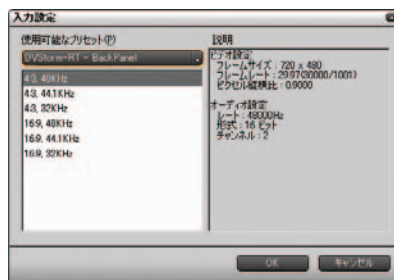 入力設定
使用可能なプリセット(P)
DVStorm-RT - BackPanel
4:3, 48KHz
4:3, 44.1KHz
4:3, 32KHz
16:9, 48KHz
16:9, 44.1KHz
16:9, 32KHz
説明
ビデオ設定
フレームサイズ : 720 x 480
フレームレート : 29.97(30000/1001)
ピクセル縦横比 : 0.9000
オーディオ設定
レート : 48000Hz
形式 : 16 ビット
チャンネル : 2
OK
キャンセル